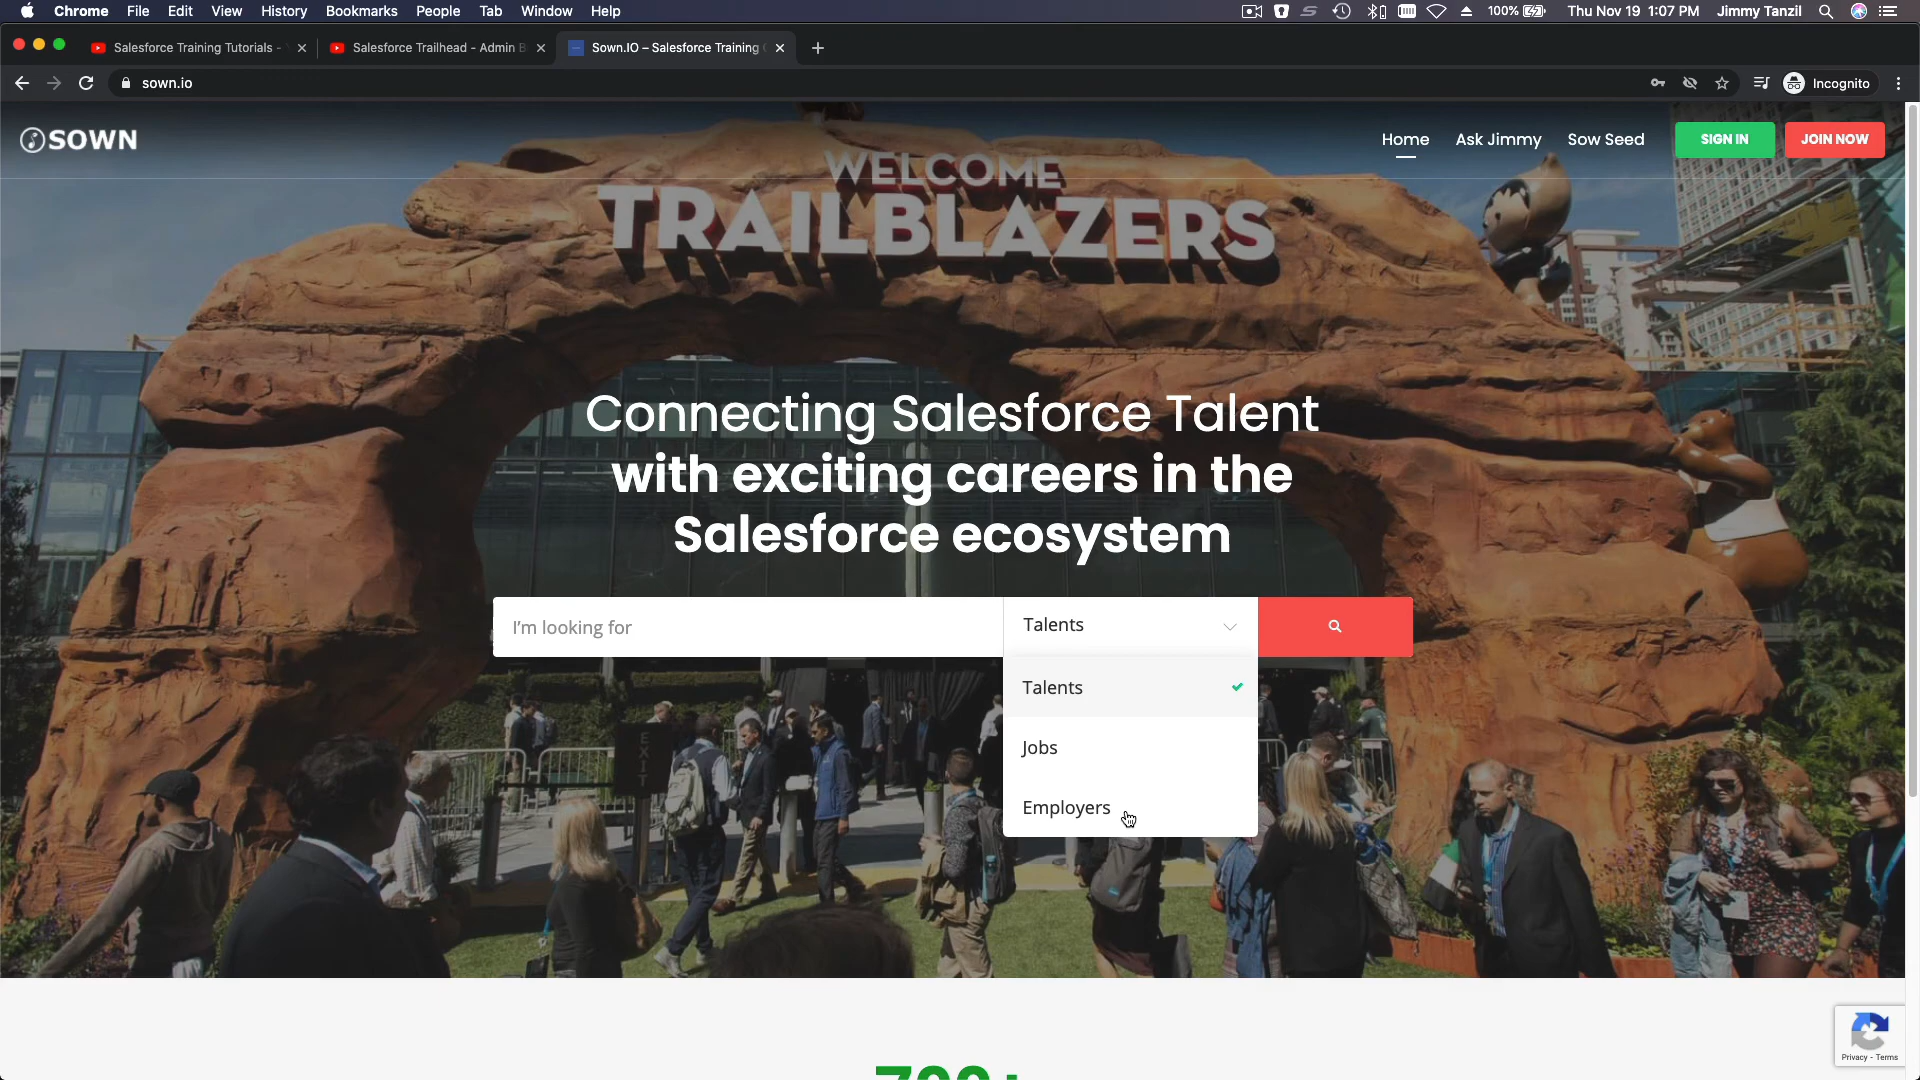 Chrome File Edit View History Bookmarks People Tab Window Help 100% Thu Nov 19 1:07 PM Jimmy Tanzil
Salesforce Training Tutorials - Salesforce Trailhead - Admin B Sown.IO – Salesforce Training
sown.io Incognito
SOWN Home Ask Jimmy Sow Seed SIGN IN JOIN NOW
WELCOME
TRAILBLAZERS
Connecting Salesforce Talent
with exciting careers in the
Salesforce ecosystem
I'm looking for Talents
Talents
Jobs
Employers
EXIT
Privacy - Terms